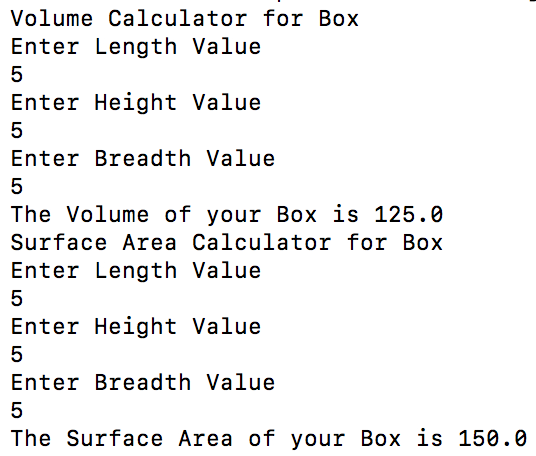 Volume Calculator for Box
Enter Length Value
5
Enter Height Value
5
Enter Breadth Value
5
The Volume of your Box is 125.0
Surface Area Calculator for Box
Enter Length Value
5
Enter Height Value
5
Enter Breadth Value
5
The Surface Area of your Box is 150.0